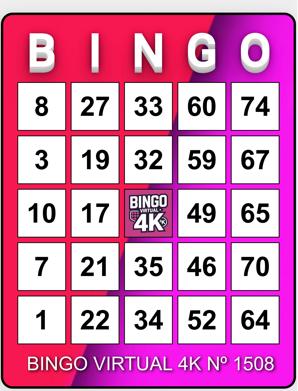 B I N G O
8 27 33 60 74
3 19 32 59 67
10 17 BINGO VIRTUAL 4K 49 65
7 21 35 46 70
1 22 34 52 64
BINGO VIRTUAL 4K Nº 1508